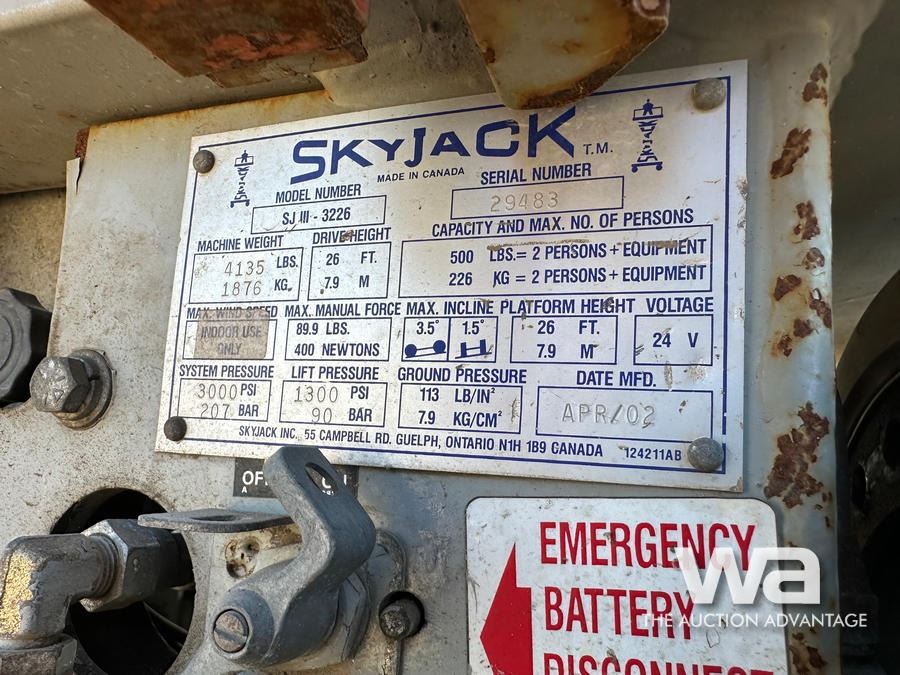 SKYJACK T.M.
MADE IN CANADA
MODEL NUMBER
SJ III - 3226
SERIAL NUMBER
29483
MACHINE WEIGHT
4135 LBS.
1876 KG.
DRIVE HEIGHT
26 FT.
7.9 M
CAPACITY AND MAX. NO. OF PERSONS
500 LBS. = 2 PERSONS + EQUIPMENT
226 KG = 2 PERSONS + EQUIPMENT
MAX. WIND SPEED
INDOOR USE
ONLY
MAX. MANUAL FORCE
89.9 LBS.
400 NEWTONS
MAX. INCLINE
3.5° 1.5°
PLATFORM HEIGHT
26 FT.
7.9 M
VOLTAGE
24 V
SYSTEM PRESSURE
3000 PSI
207 BAR
LIFT PRESSURE
1300 PSI
90 BAR
GROUND PRESSURE
113 LB/IN²
7.9 KG/CM²
DATE MFD.
APR/02
SKYJACK INC. 55 CAMPBELL RD. GUELPH, ONTARIO N1H 1B9 CANADA 124211AB
EMERGENCY
BATTERY
DISCONNECT
wa
THE AUCTION ADVANTAGE